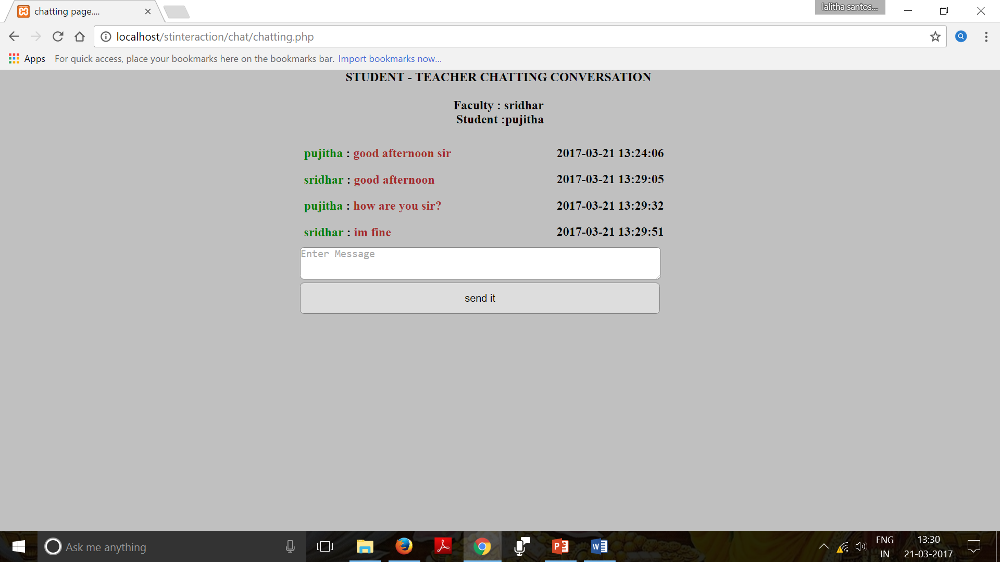 chatting page....
lalitha santos...
localhost/stinteraction/chat/chatting.php
Apps For quick access, place your bookmarks here on the bookmarks bar. Import bookmarks now...
STUDENT - TEACHER CHATTING CONVERSATION
Faculty : sridhar
Student :pujitha
pujitha : good afternoon sir 2017-03-21 13:24:06
sridhar : good afternoon 2017-03-21 13:29:05
pujitha : how are you sir? 2017-03-21 13:29:32
sridhar : im fine 2017-03-21 13:29:51
Enter Message
send it
Ask me anything
ENG
IN
13:30
21-03-2017